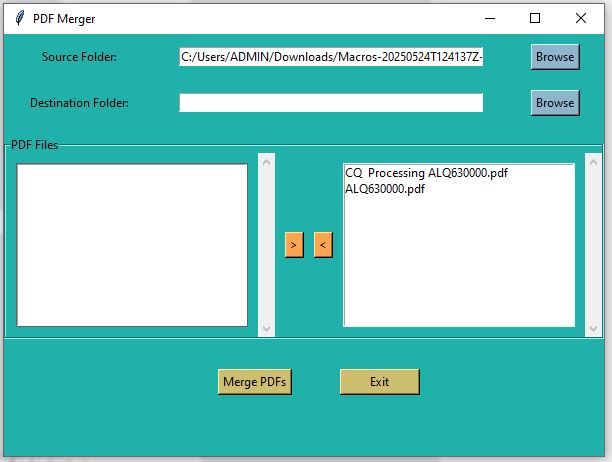 PDF Merger
Source Folder:
C:/Users/ADMIN/Downloads/Macros-20250524T124137Z-
Browse
Destination Folder:
Browse
PDF Files
CQ  Processing ALQ630000.pdf
ALQ630000.pdf
> <
Merge PDFs
Exit